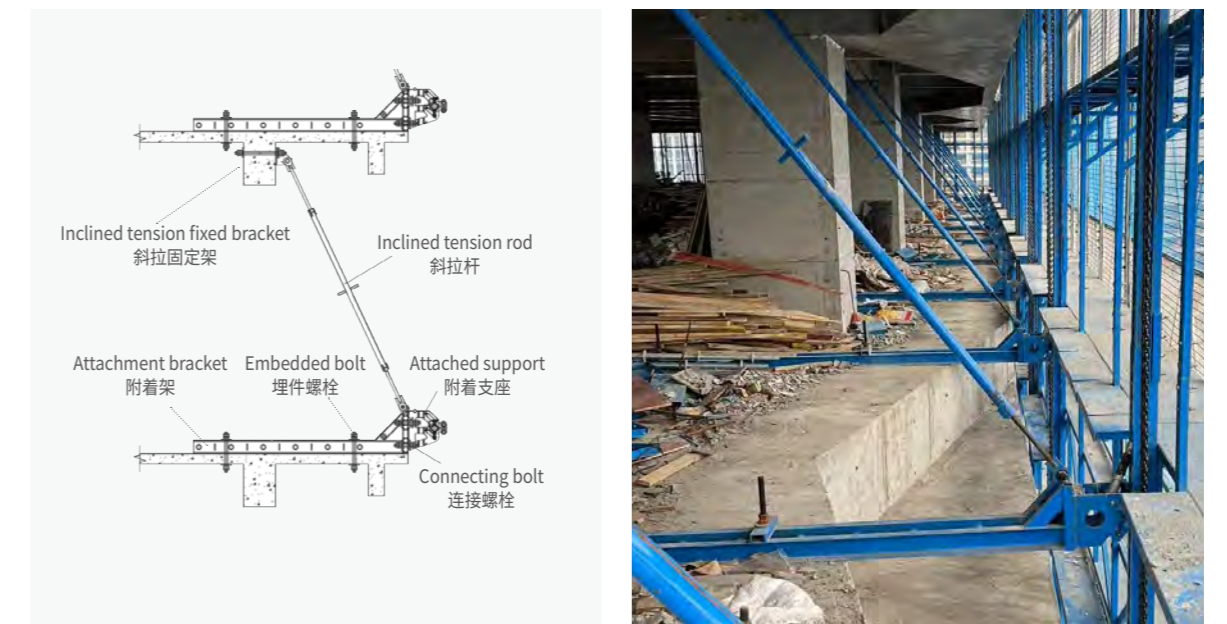 Inclined tension fixed bracket
斜拉固定架
Inclined tension rod
斜拉杆
Attachment bracket
附着架
Embedded bolt
埋件螺栓
Attached support
附着支座
Connecting bolt
连接螺栓